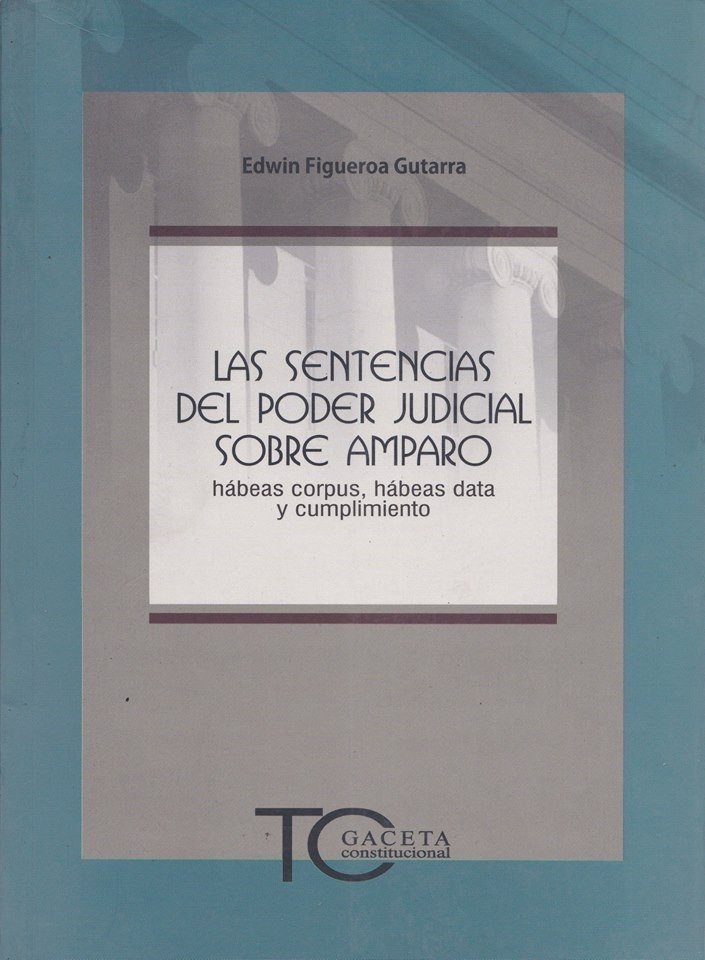 Edwin Figueroa Gutarra
LAS SENTENCIAS
DEL PODER JUDICIAL
SOBRE AMPARO
hábeas corpus, hábeas data
y cumplimiento
TC GACETA
constitucional